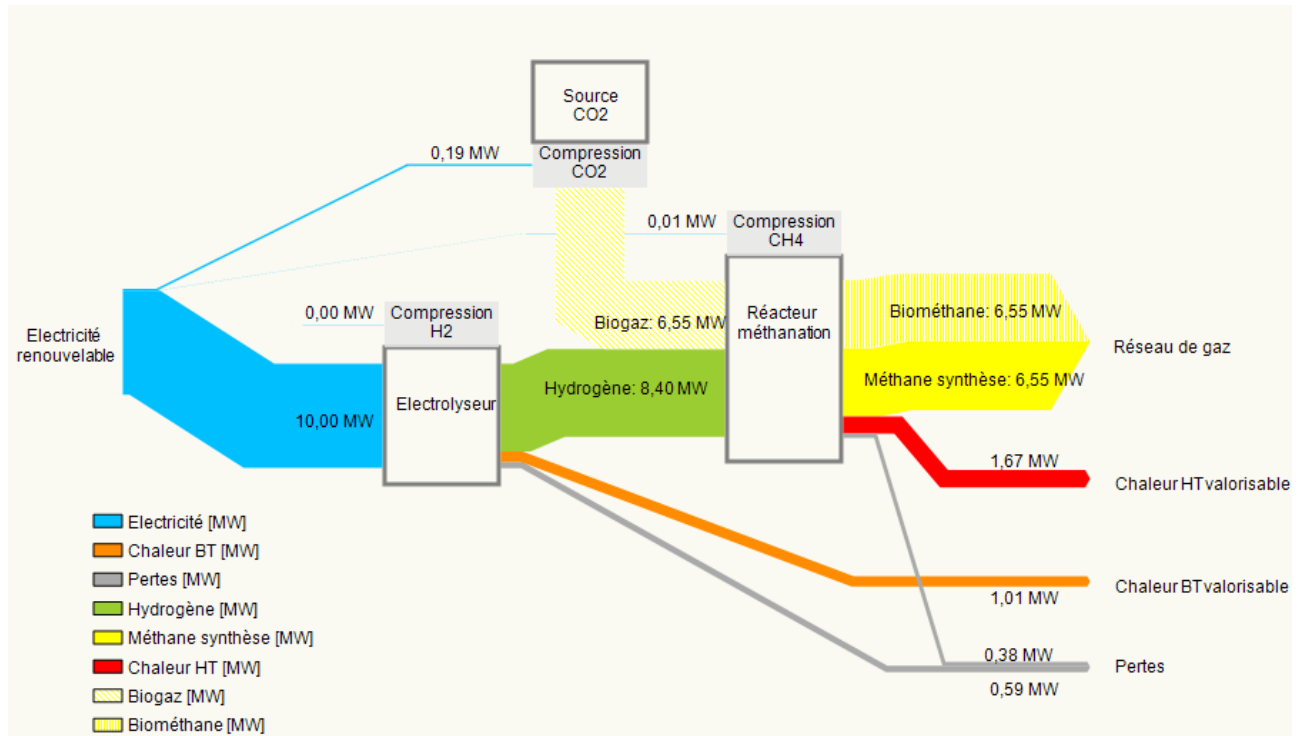 Source
CO2
0,19 MW
Compression
CO2
0,01 MW
Compression
CH4
0,00 MW
Compression
H2
Electricité
renouvelable
Biogaz: 6,55 MW
Réacteur
méthanation
Biométhane: 6,55 MW
Réseau de gaz
Hydrogène: 8,40 MW
Méthane synthèse: 6,55 MW
Electrolyseur
10,00 MW
1,67 MW
Chaleur HT valorisable
Electricité [MW]
Chaleur BT [MW]
Pertes [MW]
Hydrogène [MW]
Méthane synthèse [MW]
Chaleur HT [MW]
Biogaz [MW]
Biométhane [MW]
Chaleur BT valorisable
1,01 MW
0,38 MW
Pertes
0,59 MW